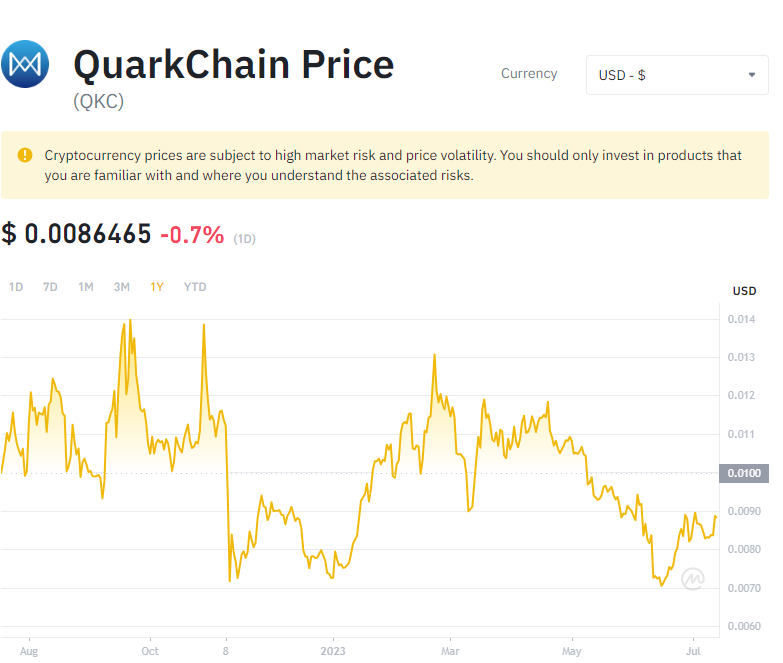 QuarkChain Price
(QKC)
Currency
USD - $
Cryptocurrency prices are subject to high market risk and price volatility. You should only invest in products that
you are familiar with and where you understand the associated risks.
$ 0.0086465 -0.7% (1D)
1D 7D 1M 3M 1Y YTD
USD
0.014
0.013
0.012
0.011
0.0100
0.0090
0.0080
0.0070
0.0060
Aug Oct 8 2023 Mar May Jul